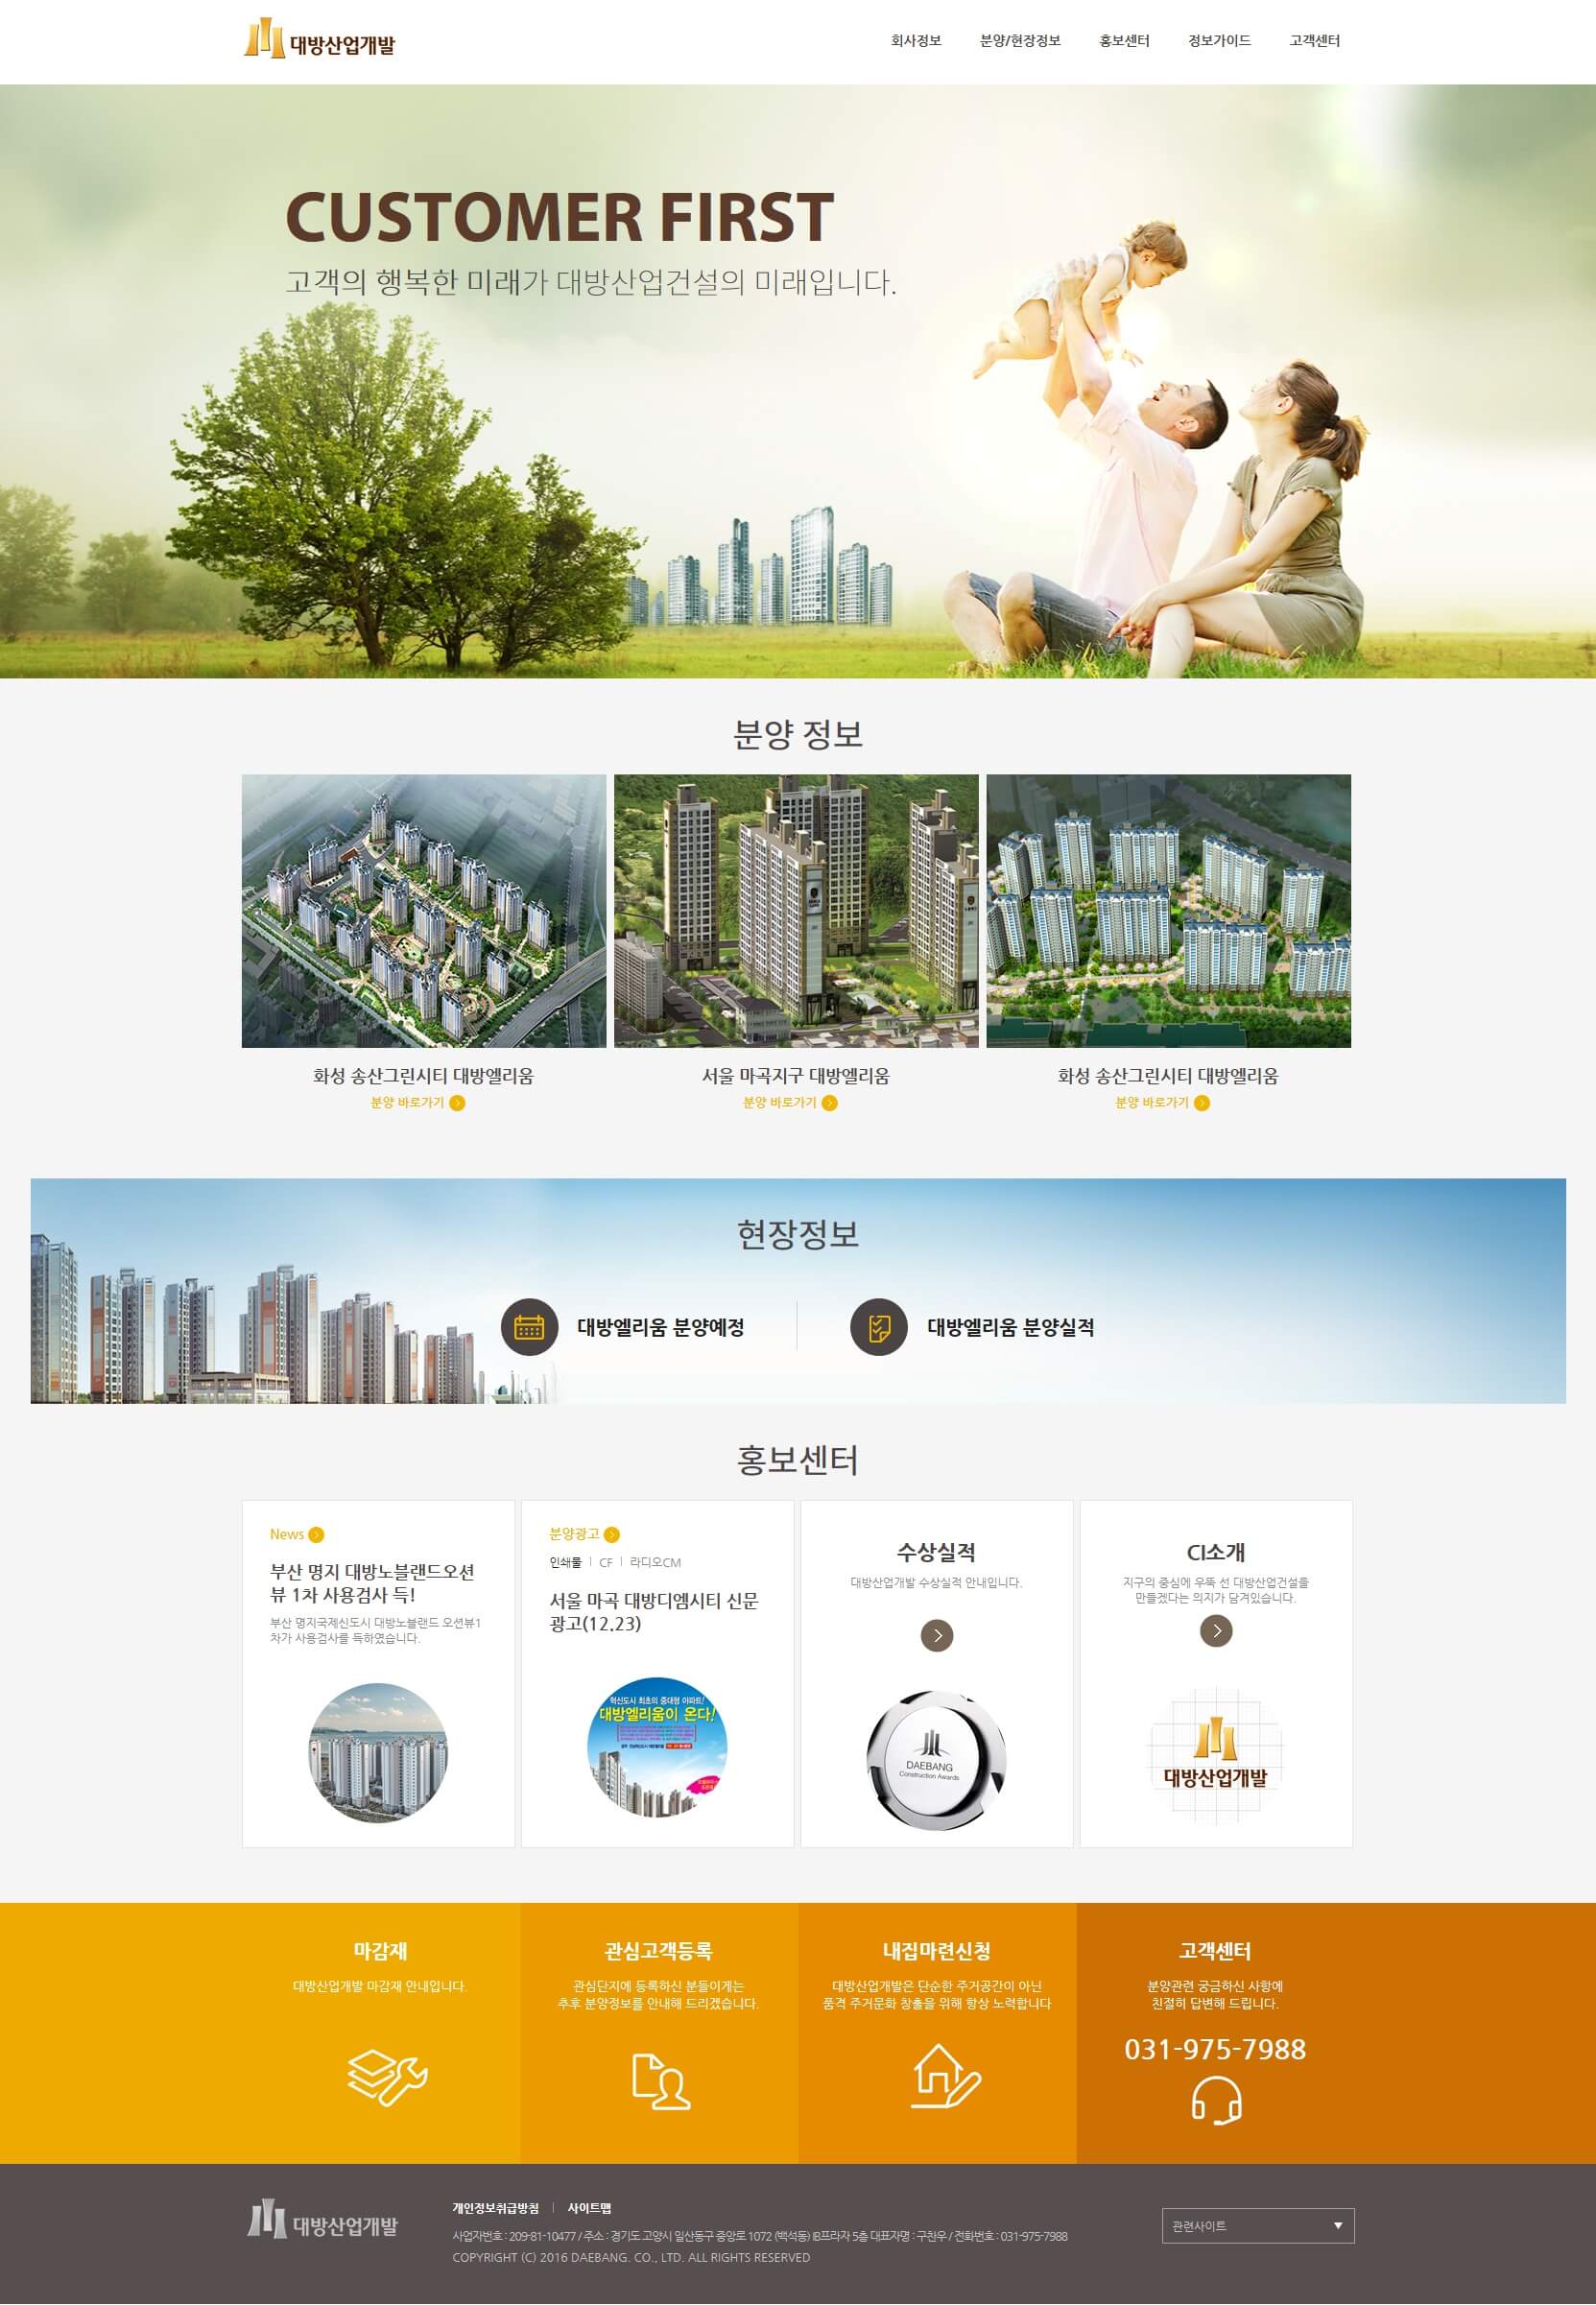 대방산업개발
회사정보 분양/현장정보 홍보센터 정보가이드 고객센터
CUSTOMER FIRST
고객의 행복한 미래가 대방산업건설의 미래입니다.
분양 정보
화성 송산그린시티 대방엘리움
분양 바로가기
서울 마곡지구 대방엘리움
분양 바로가기
화성 송산그린시티 대방엘리움
분양 바로가기
현장정보
대방엘리움 분양예정
대방엘리움 분양실적
홍보센터
News
부산 명지 대방노블랜드오션
뷰 1차 사용검사 득!
부산 명지국제신도시 대방노블랜드 오션뷰1
차가 사용검사를 득하였습니다.
분양광고
인쇄물 | CF | 라디오CM
서울 마곡 대방디엠시티 신문
광고(12.23)
혁신도시 최초의 중대형 아파트!
대방엘리움이 온다!
수상실적
대방산업개발 수상실적 안내입니다.
DAEBANG
Construction Awards
CI소개
지구의 중심에 우뚝 선 대방산업건설을
만들겠다는 의지가 담겨있습니다.
대방산업개발
마감재
대방산업개발 마감재 안내입니다.
관심고객등록
관심단지에 등록하신 분들이게는
추후 분양정보를 안내해 드리겠습니다.
내집마련신청
대방산업개발은 단순한 주거공간이 아닌
품격 주거문화 창출을 위해 항상 노력합니다
고객센터
분양관련 궁금하신 사항에
친절히 답변해 드립니다.
031-975-7988
대방산업개발
개인정보취급방침 | 사이트맵
사업자번호 : 209-81-10477 / 주소 : 경기도 고양시 일산동구 중앙로 1072 (백석동) IB프라자 5층 대표자명 : 구찬우 / 전화번호 : 031-975-7988
COPYRIGHT (C) 2016 DAEBANG. CO., LTD. ALL RIGHTS RESERVED
관련사이트